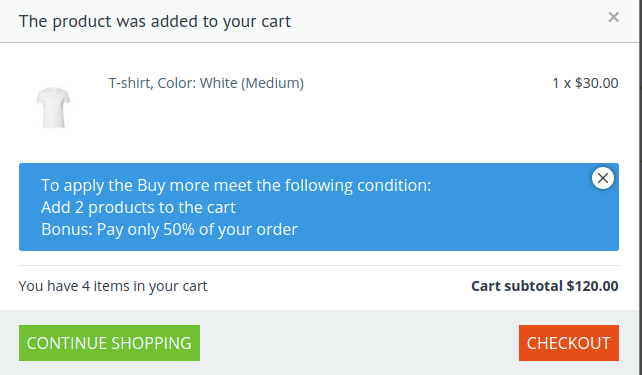 The product was added to your cart
T-shirt, Color: White (Medium) 1 x $30.00
To apply the Buy more meet the following condition:
Add 2 products to the cart
Bonus: Pay only 50% of your order
You have 4 items in your cart Cart subtotal $120.00
CONTINUE SHOPPING CHECKOUT